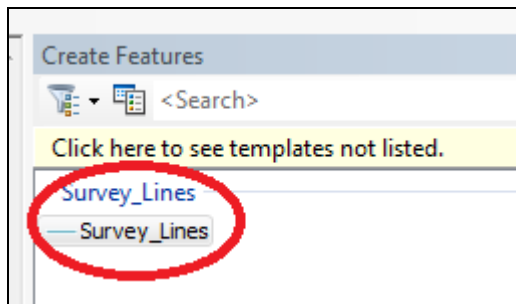 Create Features
<Search>
Click here to see templates not listed.
Survey_Lines
Survey_Lines